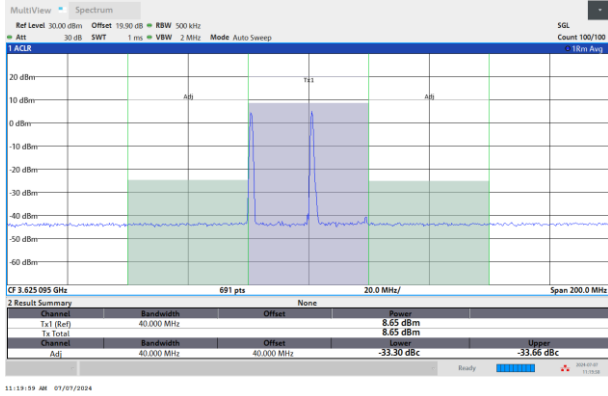 MultiView Spectrum
Ref Level 30.00 dBm Offset 19.90 dB RBW 500 kHz SGL
Att 30 dB SWT 1 ms VBW 2 MHz Mode Auto Sweep Count 100/100
1 ACLR 1Rm Avg
20 dBm
Tx1
10 dBm Adj Adj
0 dBm
-10 dBm
-20 dBm
-30 dBm
-40 dBm
-50 dBm
-60 dBm
CF 3.625 095 GHz 691 pts 20.0 MHz/ Span 200.0 MHz
2 Result Summary None
Channel Bandwidth Offset Power
Tx1 (Ref) 40.000 MHz 8.65 dBm
Tx Total 8.65 dBm
Channel Bandwidth Offset Lower Upper
Adj 40.000 MHz 40.000 MHz -33.30 dBc -33.66 dBc
Ready
11:19:59 AM 07/07/2024